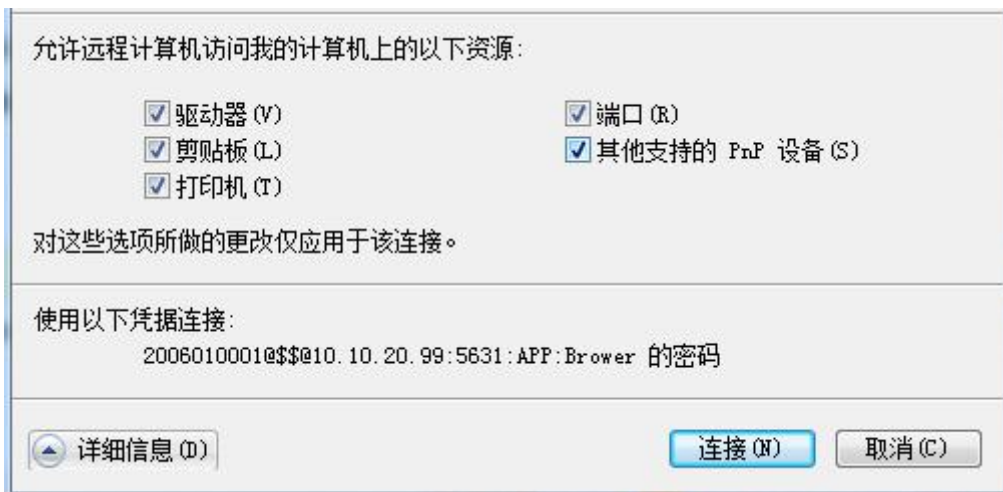 允许远程计算机访问我的计算机上的以下资源:
驱动器(V)
端口(R)
剪贴板(L)
其他支持的 PnP 设备(S)
打印机(T)
对这些选项所做的更改仅应用于该连接。
使用以下凭据连接:
2006010001@$$@10.10.20.99:5631:APP:Brower 的密码
详细信息(D)
连接(N)
取消(C)